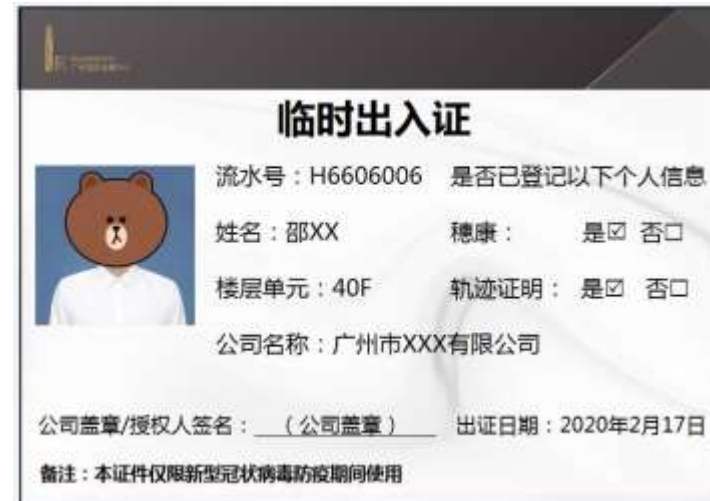 临时出入证
流水号：H6606006 是否已登记以下个人信息
姓名：邵XX 穗康： 是☑ 否☐
楼层单元：40F 轨迹证明： 是☑ 否☐
公司名称：广州市XXX有限公司
公司盖章/授权人签名：（公司盖章） 出证日期：2020年2月17日
备注：本证件仅限新型冠状病毒防疫期间使用